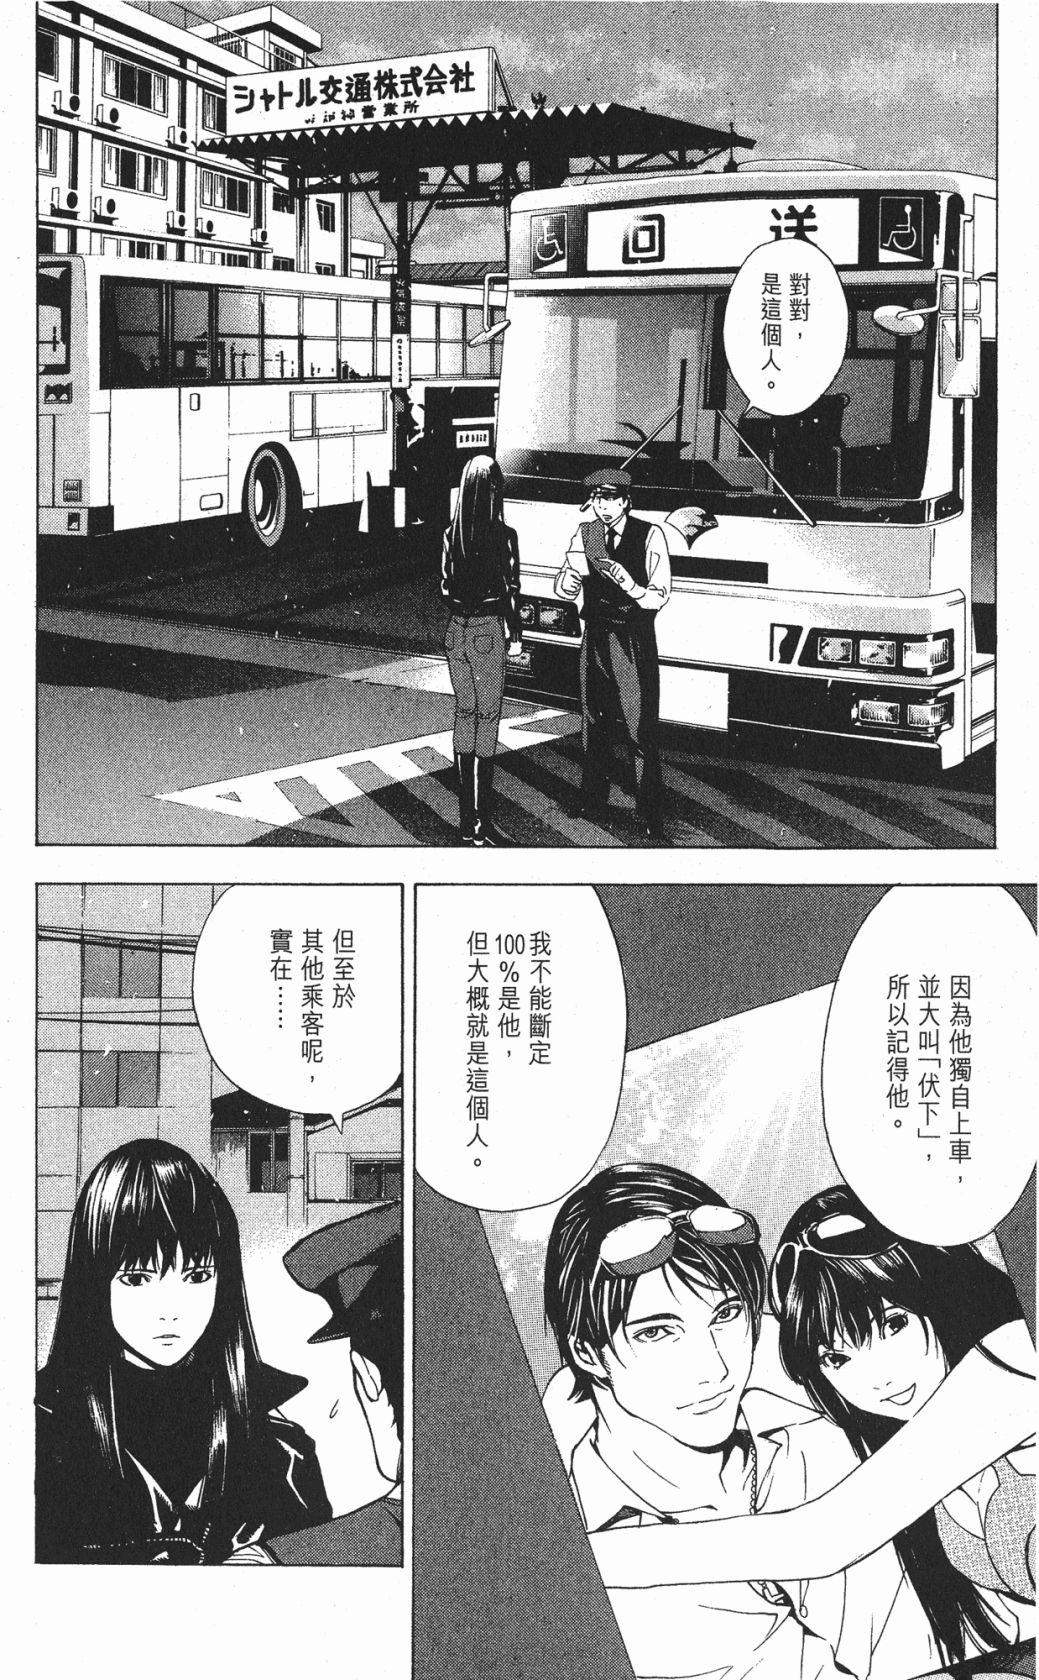 シャトル交通株式会社
営業所
回送
對對，
是這個人。
因為他獨自上車，
並大叫「伏下」，
所以記得他。
我不能斷定
100％是他，
但大概就是這個人。
但至於
其他乘客呢，
實在……